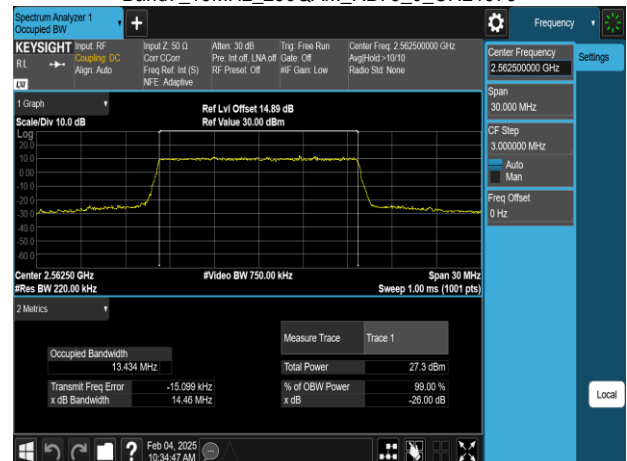 Spectrum Analyzer 1
Occupied BW
+
Frequency
KEYSIGHT Input: RF
RL
Coupling: DC
Align: Auto
LXI
Input Z: 50 Ω
Corr CCorr
Freq Ref: Int (S)
NFE: Adaptive
Atten: 30 dB
Pre: Int off, LNA off
RF Preset: Off
Trig: Free Run
Gate: Off
#IF Gain: Low
Center Freq: 2.562500000 GHz
Avg|Hold:>10/10
Radio Std: None
Center Frequency
2.562500000 GHz
Settings
Span
30.000 MHz
CF Step
3.000000 MHz
Auto
Man
Freq Offset
0 Hz
Local
1 Graph
Scale/Div 10.0 dB
Ref Lvl Offset 14.89 dB
Ref Value 30.00 dBm
Log
20.0
10.0
0.00
-10.0
-20.0
-30.0
-40.0
-50.0
-60.0
Center 2.56250 GHz
#Res BW 220.00 kHz
#Video BW 750.00 kHz
Span 30 MHz
Sweep 1.00 ms (1001 pts)
2 Metrics
Measure Trace Trace 1
Occupied Bandwidth
13.434 MHz
Total Power 27.3 dBm
Transmit Freq Error -15.099 kHz
% of OBW Power 99.00 %
x dB Bandwidth 14.46 MHz
x dB -26.00 dB
?
Feb 04, 2025
10:34:47 AM